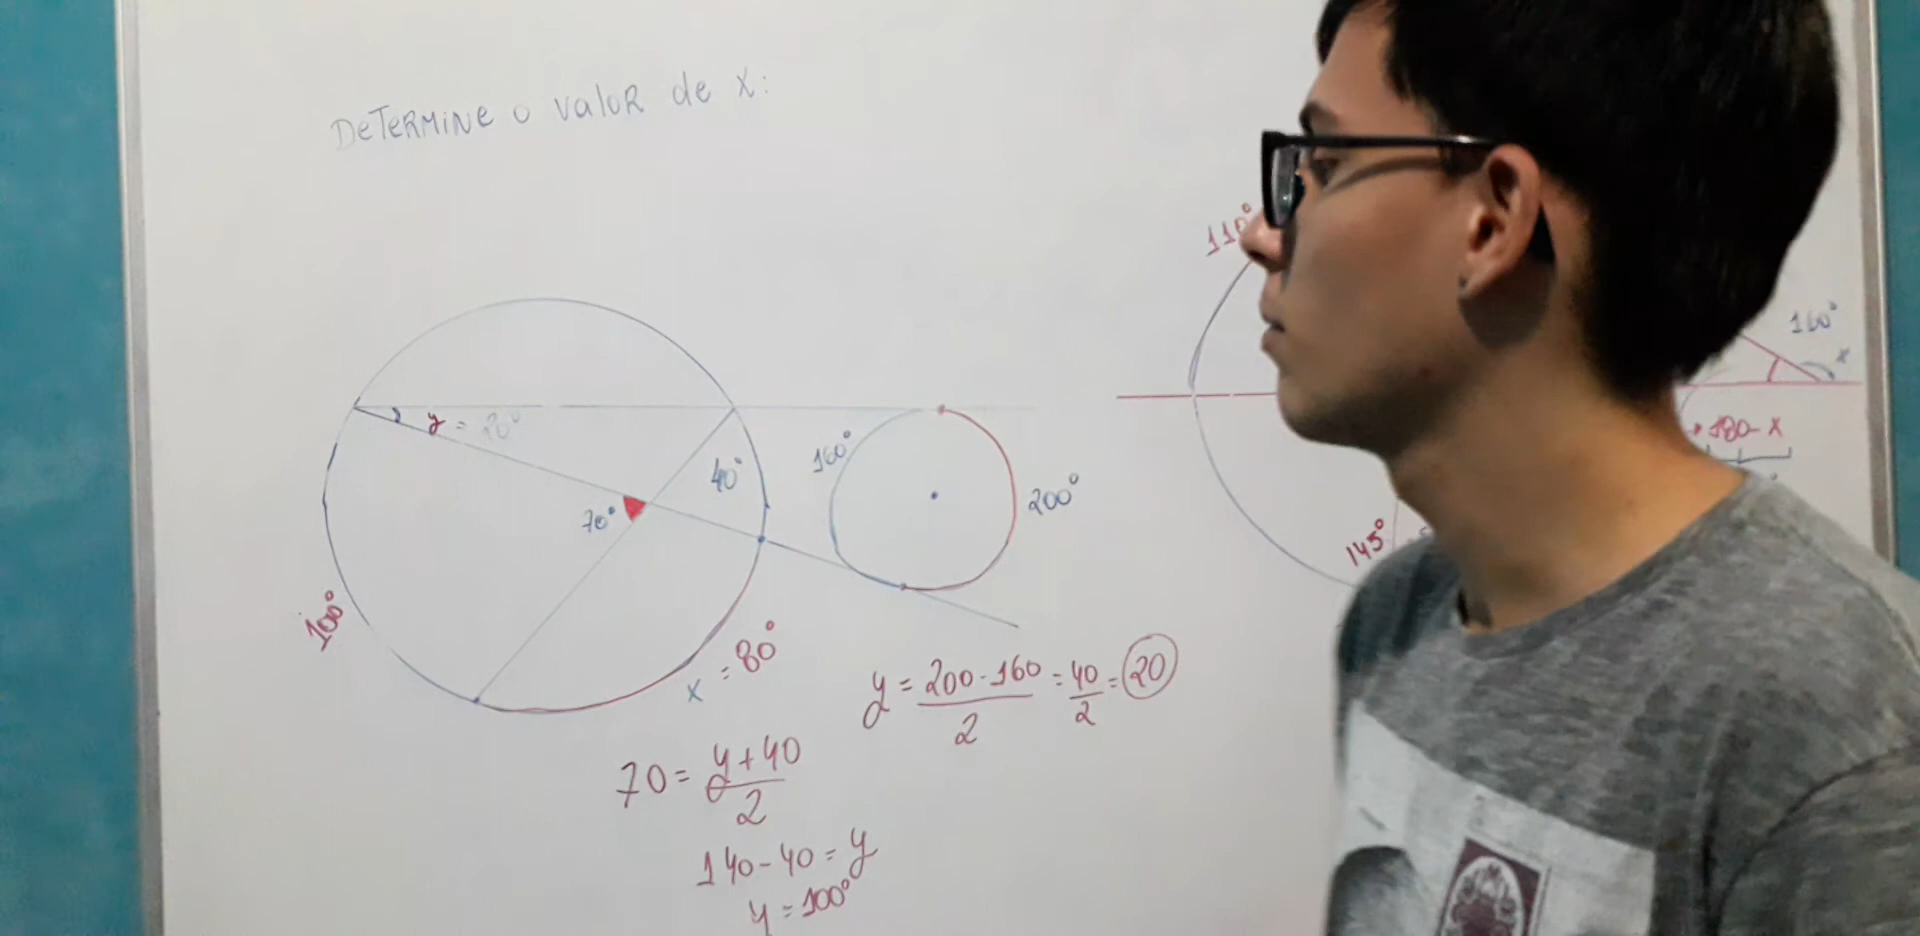 DETERMINE o valoR de x:
110°
160°
x
y = 20°
180 - x
40°
160°
70°
200°
145°
100°
x = 80°
y = 200 - 160 / 2 = 40 / 2 = 20
70 = y + 40 / 2
140 - 40 = y
y = 100°